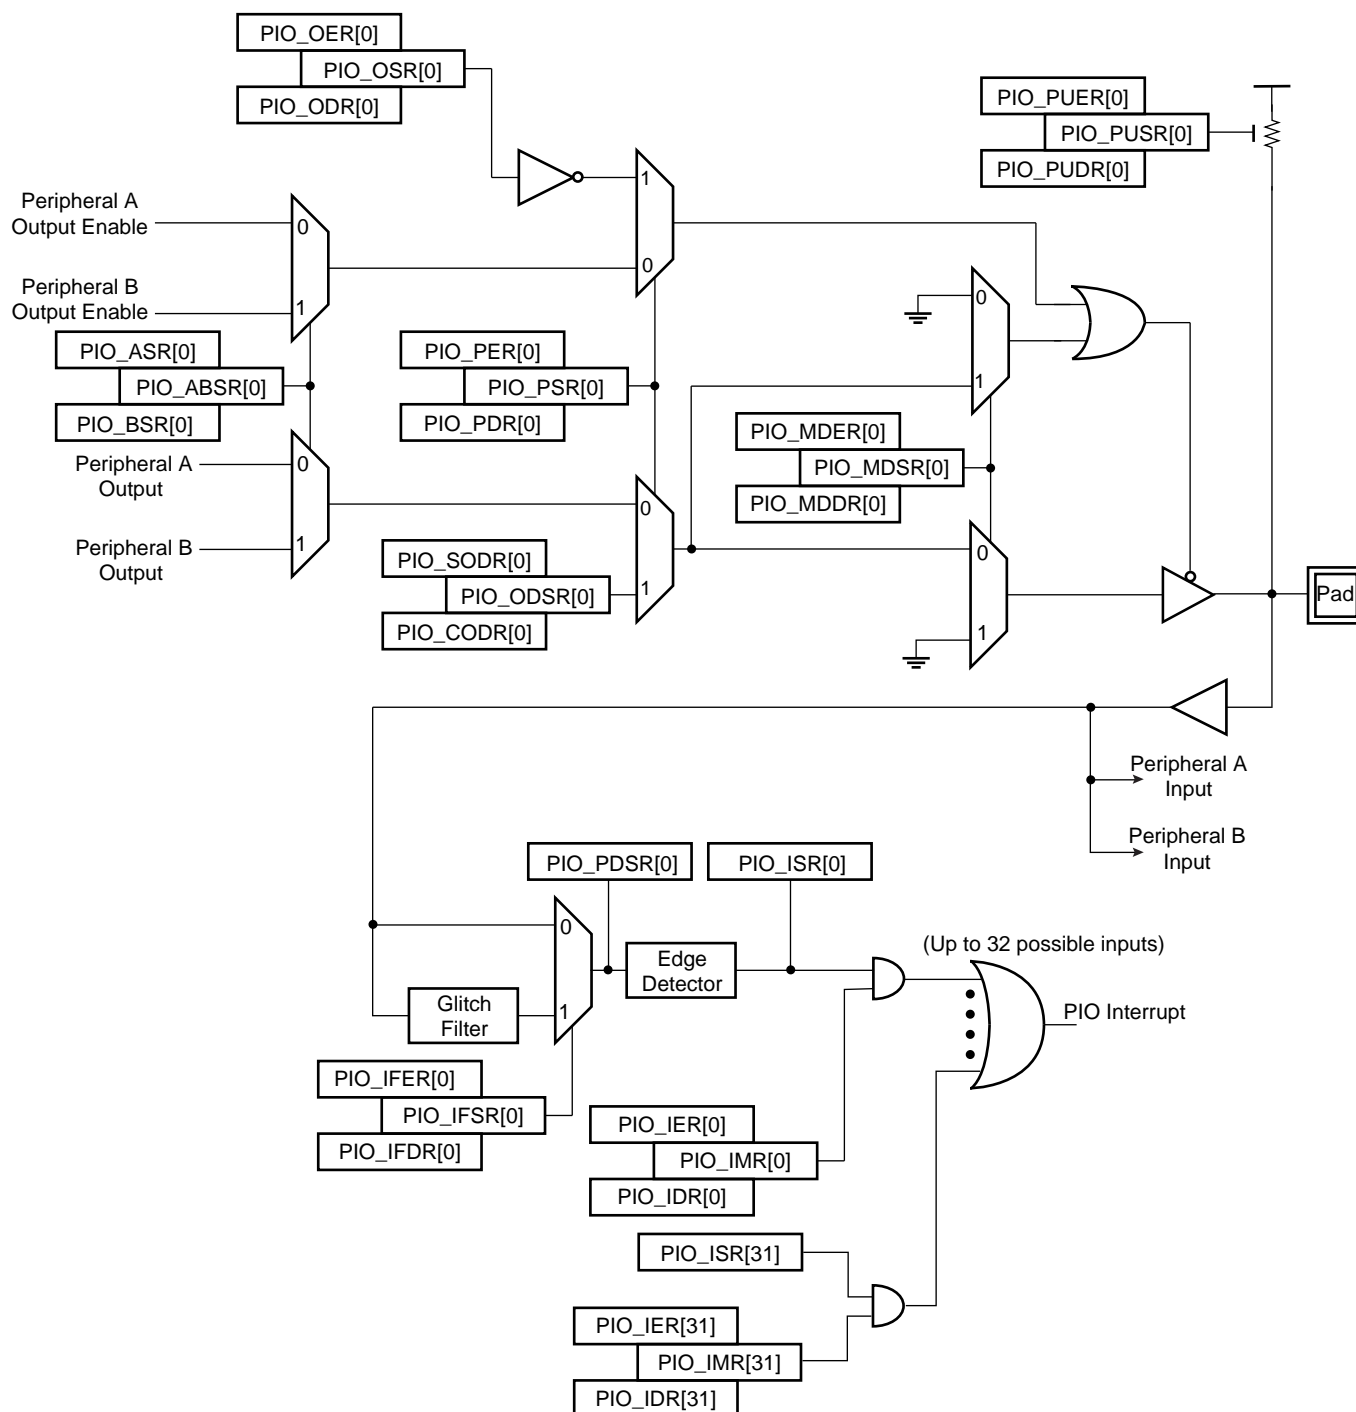 PIO_OER[0]
PIO_OSR[0]
PIO_ODR[0]
PIO_PUER[0]
PIO_PUSR[0]
PIO_PUDR[0]
1
Peripheral A
Output Enable
0
0
Peripheral B
Output Enable
1
0
PIO_ASR[0]
PIO_ABSR[0]
PIO_BSR[0]
PIO_PER[0]
PIO_PSR[0]
PIO_PDR[0]
1
PIO_MDER[0]
PIO_MDSR[0]
PIO_MDDR[0]
Peripheral A
Output
0
0
Peripheral B
Output
1
PIO_SODR[0]
PIO_ODSR[0]
PIO_CODR[0]
1
0
1
Pad
Peripheral A
Input
Peripheral B
Input
PIO_PDSR[0]
PIO_ISR[0]
0
Edge
Detector
(Up to 32 possible inputs)
Glitch
Filter
1
PIO Interrupt
PIO_IFER[0]
PIO_IFSR[0]
PIO_IFDR[0]
PIO_IER[0]
PIO_IMR[0]
PIO_IDR[0]
PIO_ISR[31]
PIO_IER[31]
PIO_IMR[31]
PIO_IDR[31]